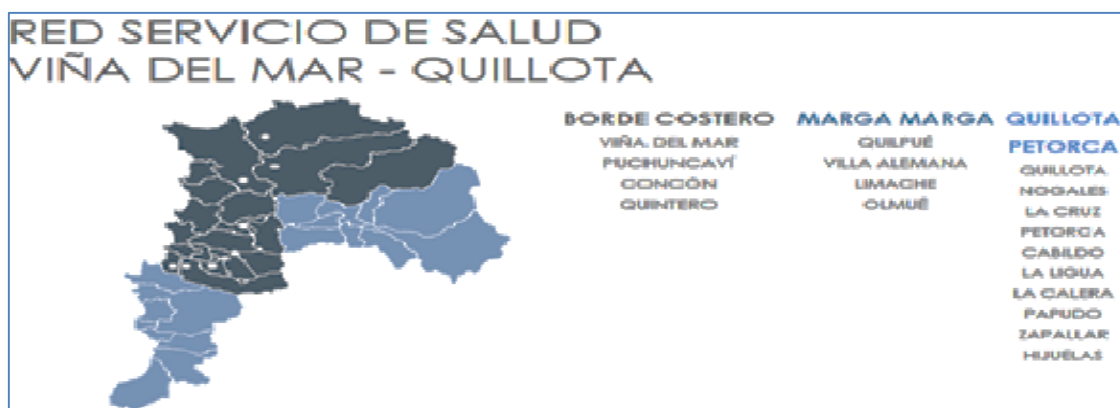 RED SERVICIO DE SALUD
VIÑA DEL MAR - QUILLOTA
BORDE COSTERO
VIÑA DEL MAR
PUCHUNCAVÍ
CONCÓN
QUINTERO
MARGA MARGA
QUILPUÉ
VILLA ALEMANA
LIMACHE
OLMUÉ
QUILLOTA
PETORCA
QUILLOTA
NOGALES
LA CRUZ
PETORCA
CABILDO
LA LIGUA
LA CALERA
PAPUDO
ZAPALLAR
HIJUELAS